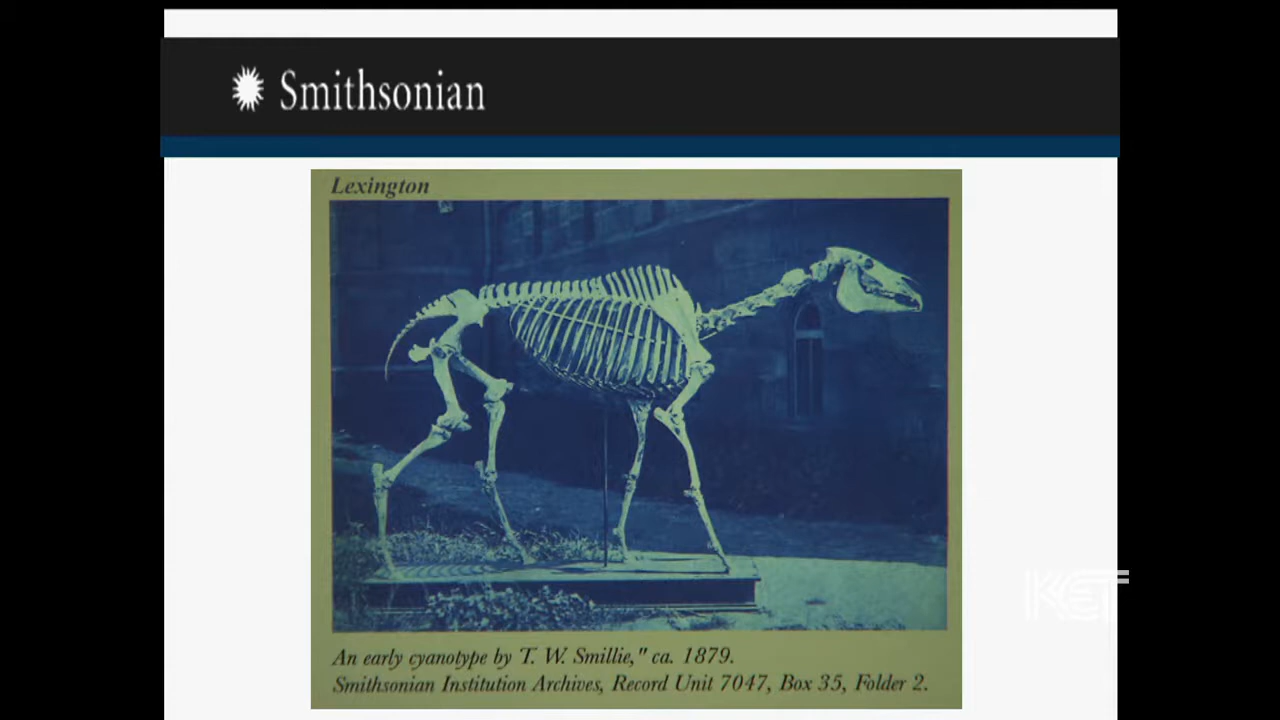 Smithsonian
Lexington
KET
An early cyanotype by "T. W. Smillie," ca. 1879.
Smithsonian Institution Archives, Record Unit 7047, Box 35, Folder 2.